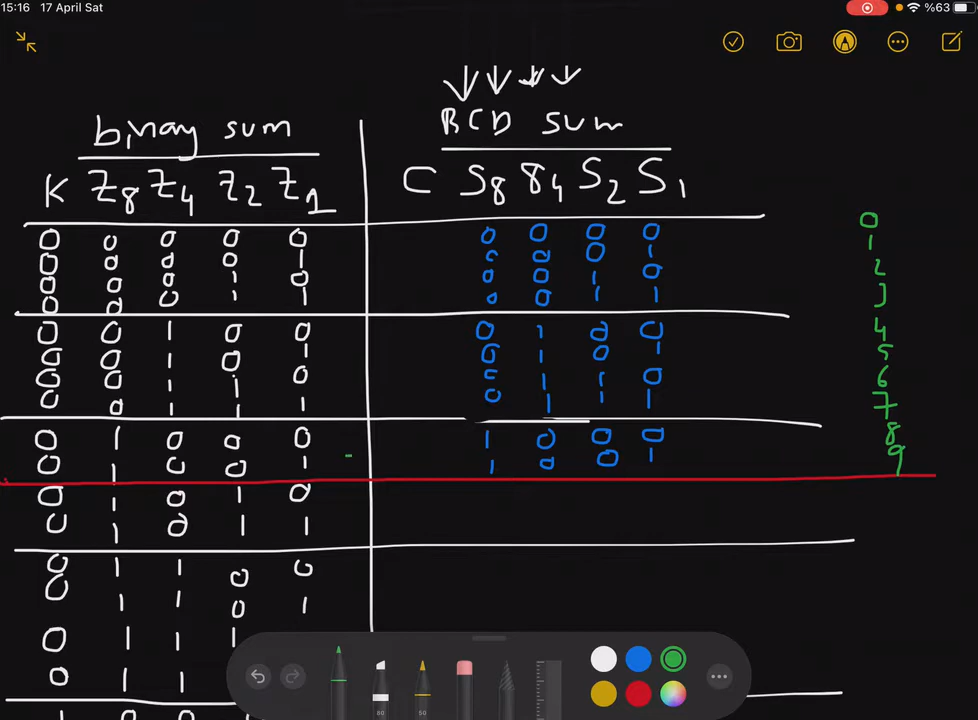 15:16 17 April Sat %63
binary sum BCD sum
K Z8 Z4 Z2 Z1 C S8 84 S2 S1
0 0 0 0 0 0 0 0 0 0
0 0 0 0 1 0 0 0 1 1
0 0 0 1 0 0 0 1 0 2
0 0 0 1 1 0 0 1 1 3
0 0 1 0 0 0 1 0 0 4
0 0 1 0 1 0 1 0 1 5
0 0 1 1 0 0 1 1 0 6
0 0 1 1 1 0 1 1 1 7
0 1 0 0 0 1 0 0 0 8
0 1 0 0 1 1 0 0 1 9
0 1 0 1 0
0 1 0 1 1
0 1 1 0 0
0 1 1 0 1
0 1 1 1
0 1 1
80 50